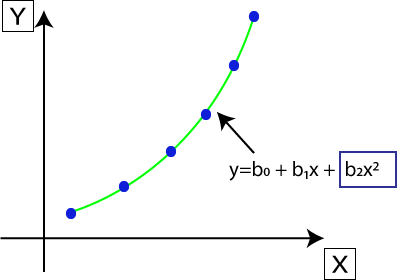 Y
y=b₀ + b₁x + b₂x²
X